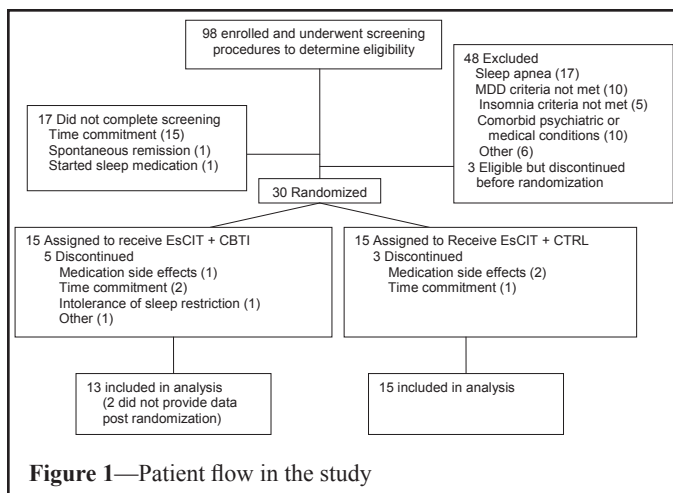 98 enrolled and underwent screening
procedures to determine eligibility
48 Excluded
Sleep apnea (17)
MDD criteria not met (10)
Insomnia criteria not met (5)
Comorbid psychiatric or
medical conditions (10)
Other (6)
3 Eligible but discontinued
before randomization
17 Did not complete screening
Time commitment (15)
Spontaneous remission (1)
Started sleep medication (1)
30 Randomized
15 Assigned to receive EsCIT + CBTI
5 Discontinued
Medication side effects (1)
Time commitment (2)
Intolerance of sleep restriction (1)
Other (1)
15 Assigned to Receive EsCIT + CTRL
3 Discontinued
Medication side effects (2)
Time commitment (1)
13 included in analysis
(2 did not provide data
post randomization)
15 included in analysis
Figure 1—Patient flow in the study